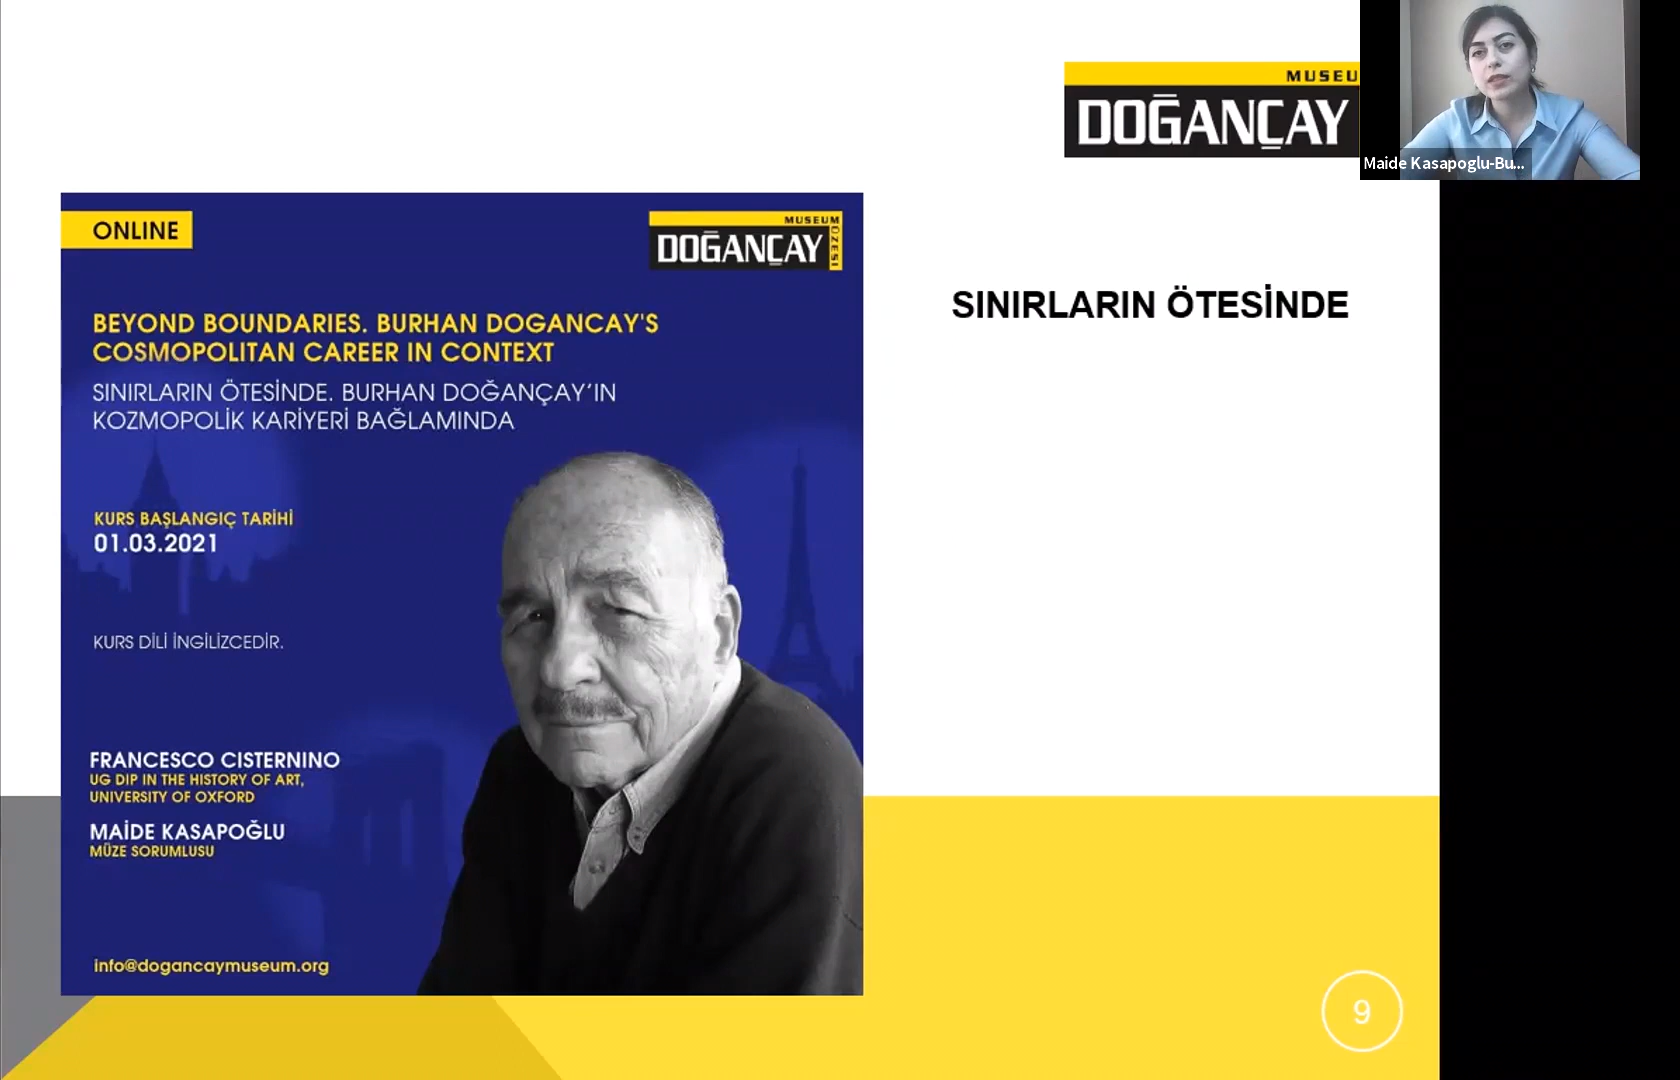 MUSEU
DOĞANÇAY
Maide Kasapoglu-Bu...
ONLINE
MUSEUM
DOĞANÇAY
MÜZESİ
SINIRLARIN ÖTESİNDE
BEYOND BOUNDARIES. BURHAN DOGANCAY'S
COSMOPOLITAN CAREER IN CONTEXT
SINIRLARIN ÖTESİNDE. BURHAN DOĞANÇAY’IN
KOZMOPOLİK KARİYERİ BAĞLAMINDA
KURS BAŞLANGIÇ TARİHİ
01.03.2021
KURS DİLİ İNGİLİZCEDİR.
FRANCESCO CISTERNINO
UG DIP IN THE HISTORY OF ART,
UNIVERSITY OF OXFORD
MAİDE KASAPOĞLU
MÜZE SORUMLUSU
info@dogancaymuseum.org
9